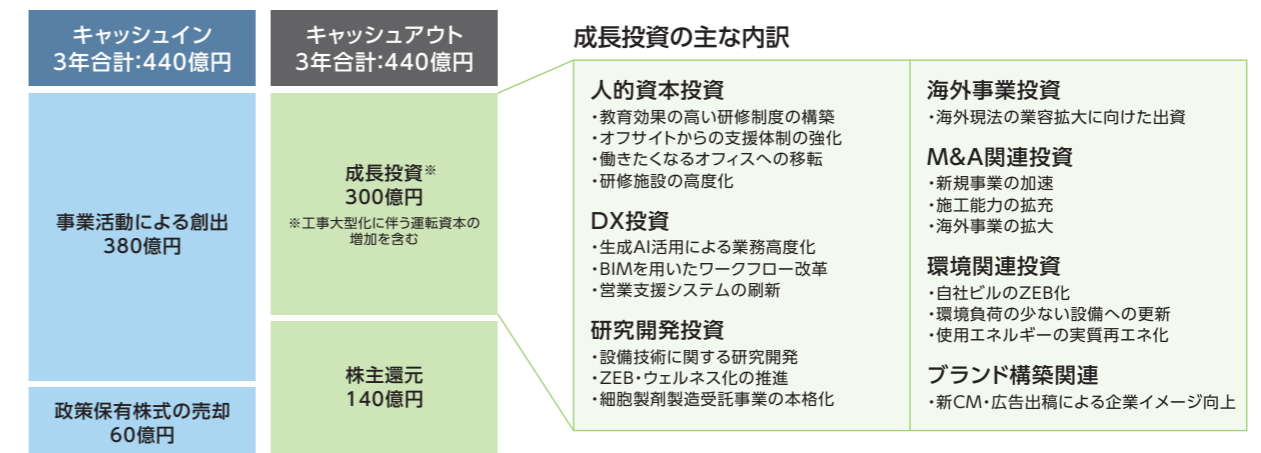 キャッシュイン
3年合計:440億円
事業活動による創出
380億円
政策保有株式の売却
60億円
キャッシュアウト
3年合計:440億円
成長投資※
300億円
※工事大型化に伴う運転資本の
増加を含む
株主還元
140億円
成長投資の主な内訳
人的資本投資
・教育効果の高い研修制度の構築
・オフサイトからの支援体制の強化
・働きたくなるオフィスへの移転
・研修施設の高度化
DX投資
・生成AI活用による業務高度化
・BIMを用いたワークフロー改革
・営業支援システムの刷新
研究開発投資
・設備技術に関する研究開発
・ZEB・ウェルネス化の推進
・細胞製剤製造受託事業の本格化
海外事業投資
・海外現法の業容拡大に向けた出資
M&A関連投資
・新規事業の加速
・施工能力の拡充
・海外事業の拡大
環境関連投資
・自社ビルのZEB化
・環境負荷の少ない設備への更新
・使用エネルギーの実質再エネ化
ブランド構築関連
・新CM・広告出稿による企業イメージ向上